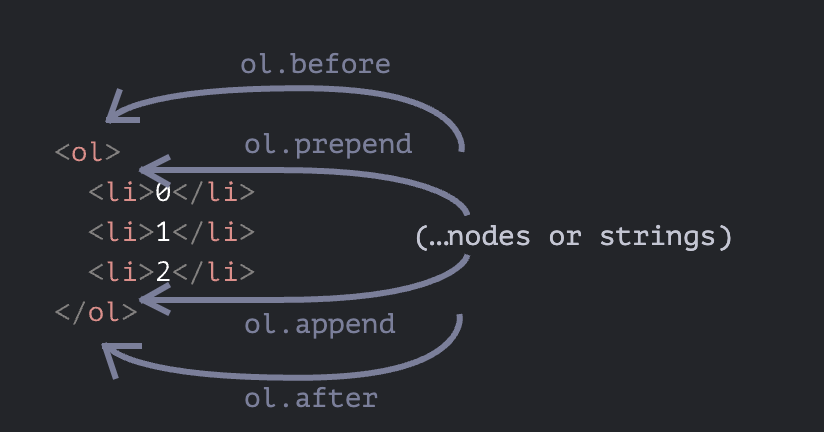 ol.before
<ol>
ol.prepend
<li>0</li>
<li>1</li>
(…nodes or strings)
<li>2</li>
</ol>
ol.append
ol.after